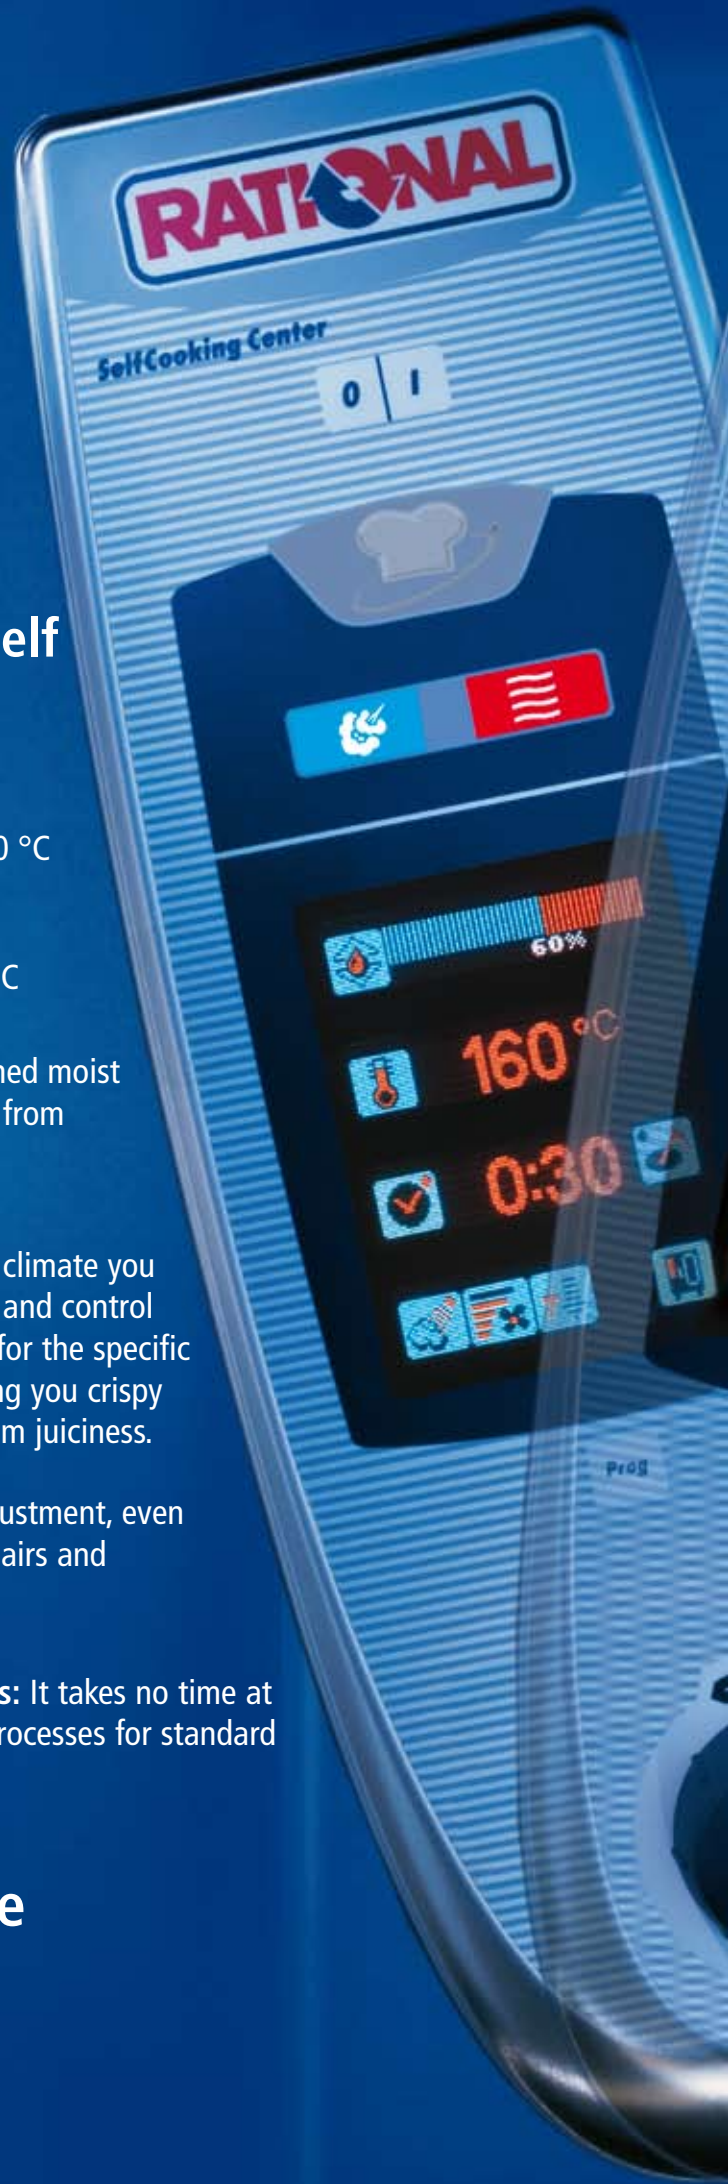 RATIONAL
SelfCooking Center
0 1
elf
0 °C
60%
C
160 °C
ned moist
from
0:30
climate you
and control
for the specific
ng you crispy
m juiciness.
Prog
ustment, even
airs and
s: It takes no time at
rocesses for standard
e